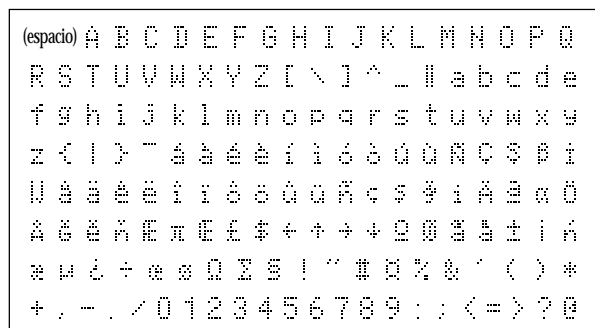 (espacio) A B C D E F G H I J K L M N O P Q
R S T U V W X Y Z [ \ ] ^ _ ‖ a b c d e
f g h i j k l m n o p q r s t u v w x y
z { | } ¯ á à é è í ì ó ò ú ù Ñ Ç
â ä ê ë î ï ô ö û ü ç i
Œ £ ← ↑ → ↓ ± ¡
æ µ ¿ ÷ œ ø Ω Σ § ! " # ¤ % & ´ ( ) *
+ , - . / 0 1 2 3 4 5 6 7 8 9 : ; < = > ? @